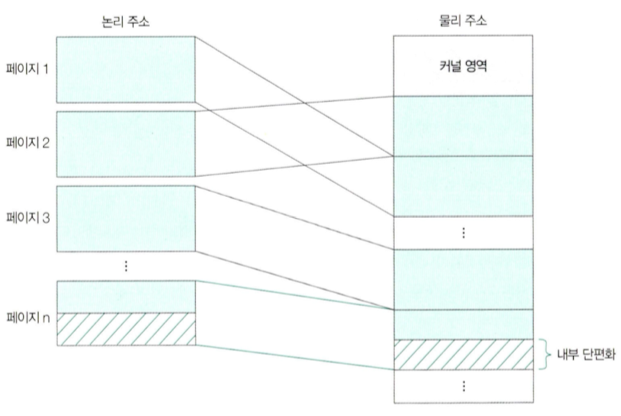 논리 주소
물리 주소
페이지 1
커널 영역
페이지 2
페이지 3
⋮
⋮
페이지 n
내부 단편화
⋮